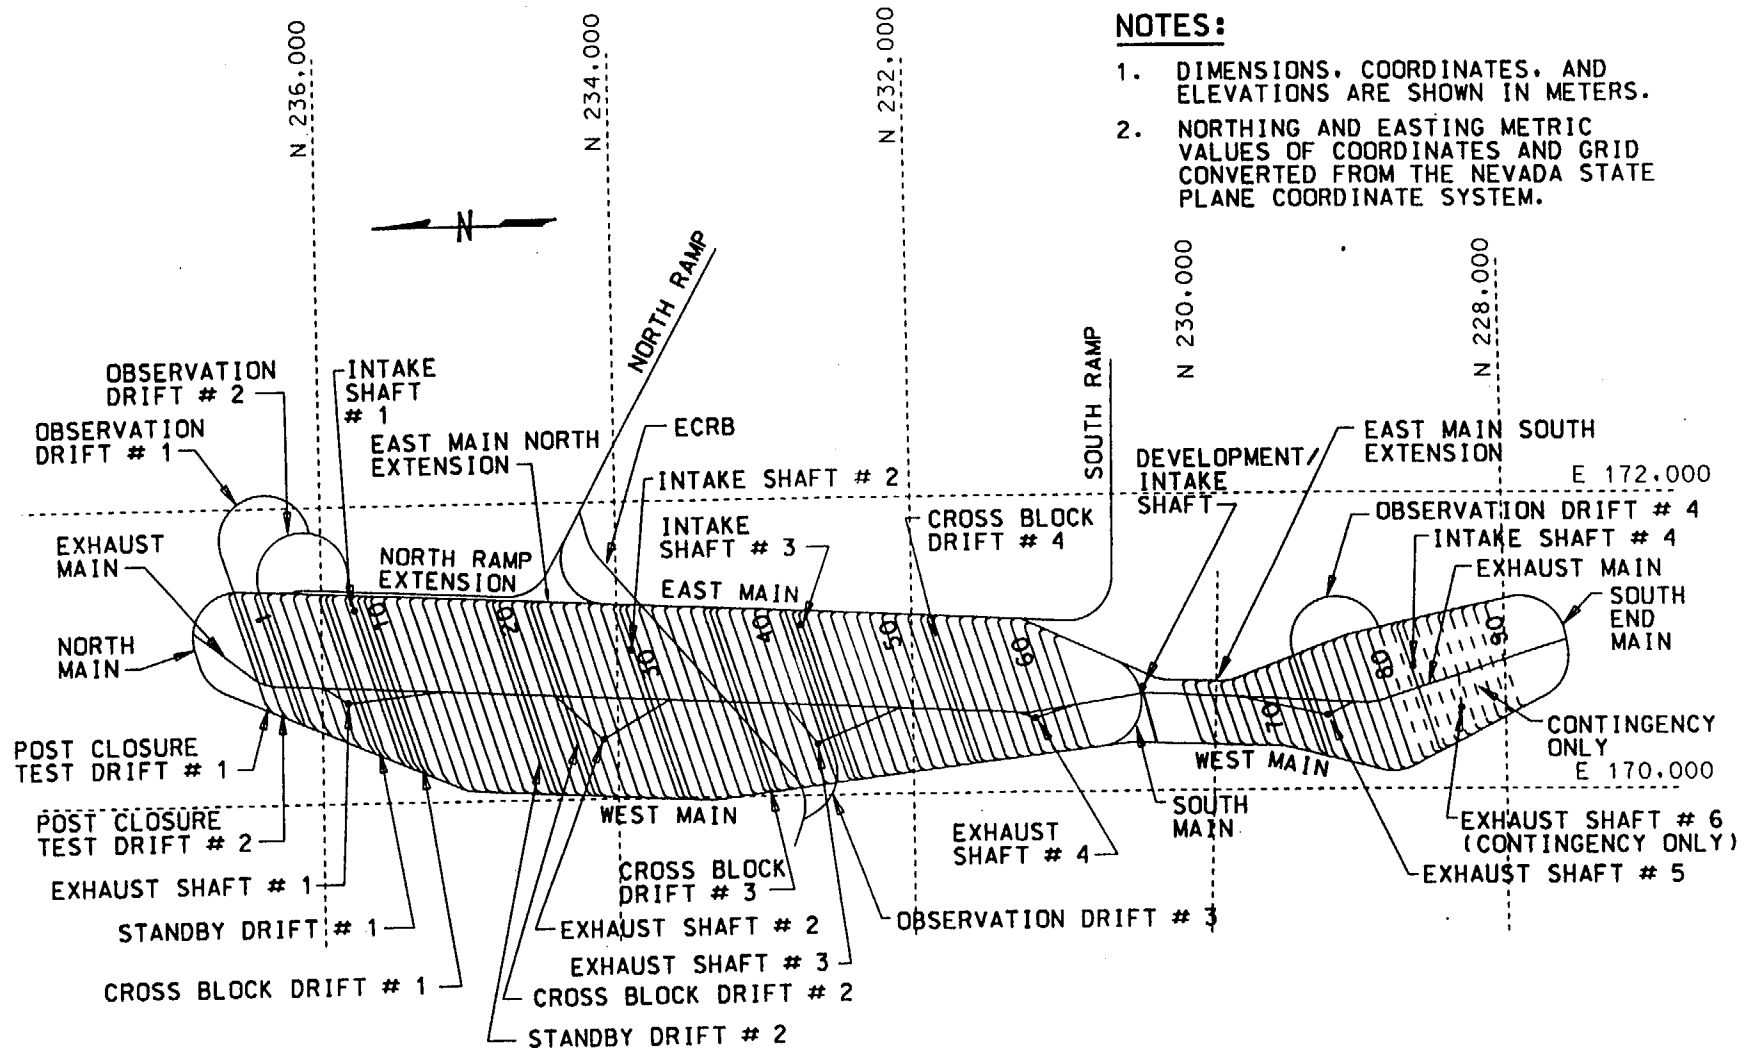 NOTES:
1. DIMENSIONS, COORDINATES, AND
ELEVATIONS ARE SHOWN IN METERS.
2. NORTHING AND EASTING METRIC
VALUES OF COORDINATES AND GRID
CONVERTED FROM THE NEVADA STATE
PLANE COORDINATE SYSTEM.
N 236,000
N 234,000
N 232,000
N 230,000
N 228,000
N
NORTH RAMP
SOUTH RAMP
OBSERVATION
DRIFT # 2
INTAKE
SHAFT
# 1
OBSERVATION
DRIFT # 1
EAST MAIN NORTH
EXTENSION
ECRB
INTAKE SHAFT # 2
DEVELOPMENT/
INTAKE
SHAFT
EAST MAIN SOUTH
EXTENSION
E 172,000
EXHAUST
MAIN
NORTH RAMP
EXTENSION
INTAKE
SHAFT # 3
CROSS BLOCK
DRIFT # 4
OBSERVATION DRIFT # 4
INTAKE SHAFT # 4
EXHAUST MAIN
EAST MAIN
SOUTH
END
MAIN
NORTH
MAIN
1
10
20
30
40
50
60
70
80
90
POST CLOSURE
TEST DRIFT # 1
CONTINGENCY
ONLY
WEST MAIN
E 170,000
POST CLOSURE
TEST DRIFT # 2
WEST MAIN
EXHAUST
SHAFT # 4
SOUTH
MAIN
EXHAUST SHAFT # 6
(CONTINGENCY ONLY)
EXHAUST SHAFT # 1
CROSS BLOCK
DRIFT # 3
EXHAUST SHAFT # 5
STANDBY DRIFT # 1
EXHAUST SHAFT # 2
OBSERVATION DRIFT # 3
EXHAUST SHAFT # 3
CROSS BLOCK DRIFT # 1
CROSS BLOCK DRIFT # 2
STANDBY DRIFT # 2